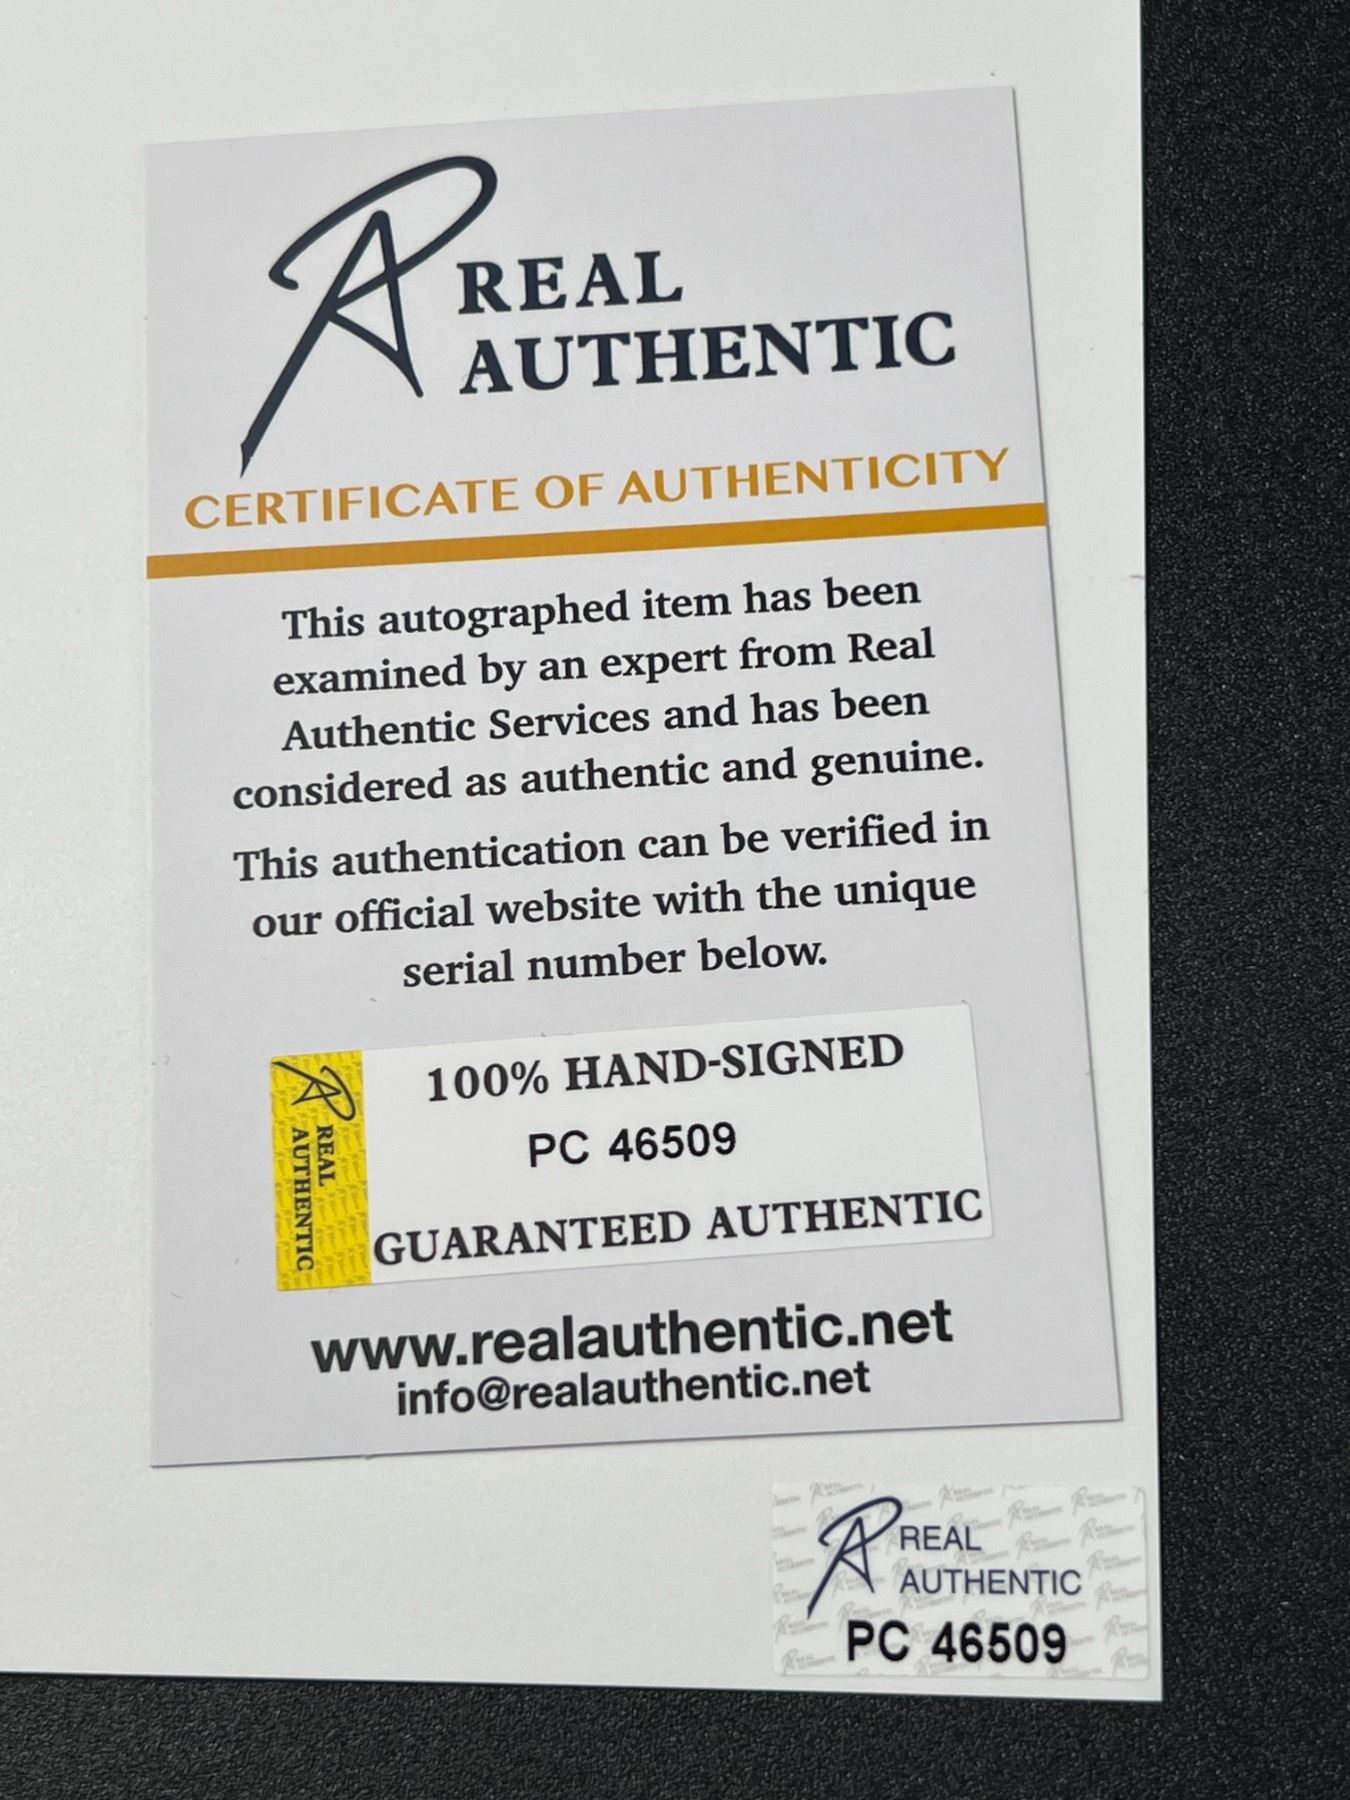 REAL
AUTHENTIC
CERTIFICATE OF AUTHENTICITY
This autographed item has been
examined by an expert from Real
Authentic Services and has been
considered as authentic and genuine.
This authentication can be verified in
our official website with the unique
serial number below.
REAL
AUTHENTIC
100% HAND-SIGNED
PC 46509
GUARANTEED AUTHENTIC
www.realauthentic.net
info@realauthentic.net
REAL
AUTHENTIC
PC 46509